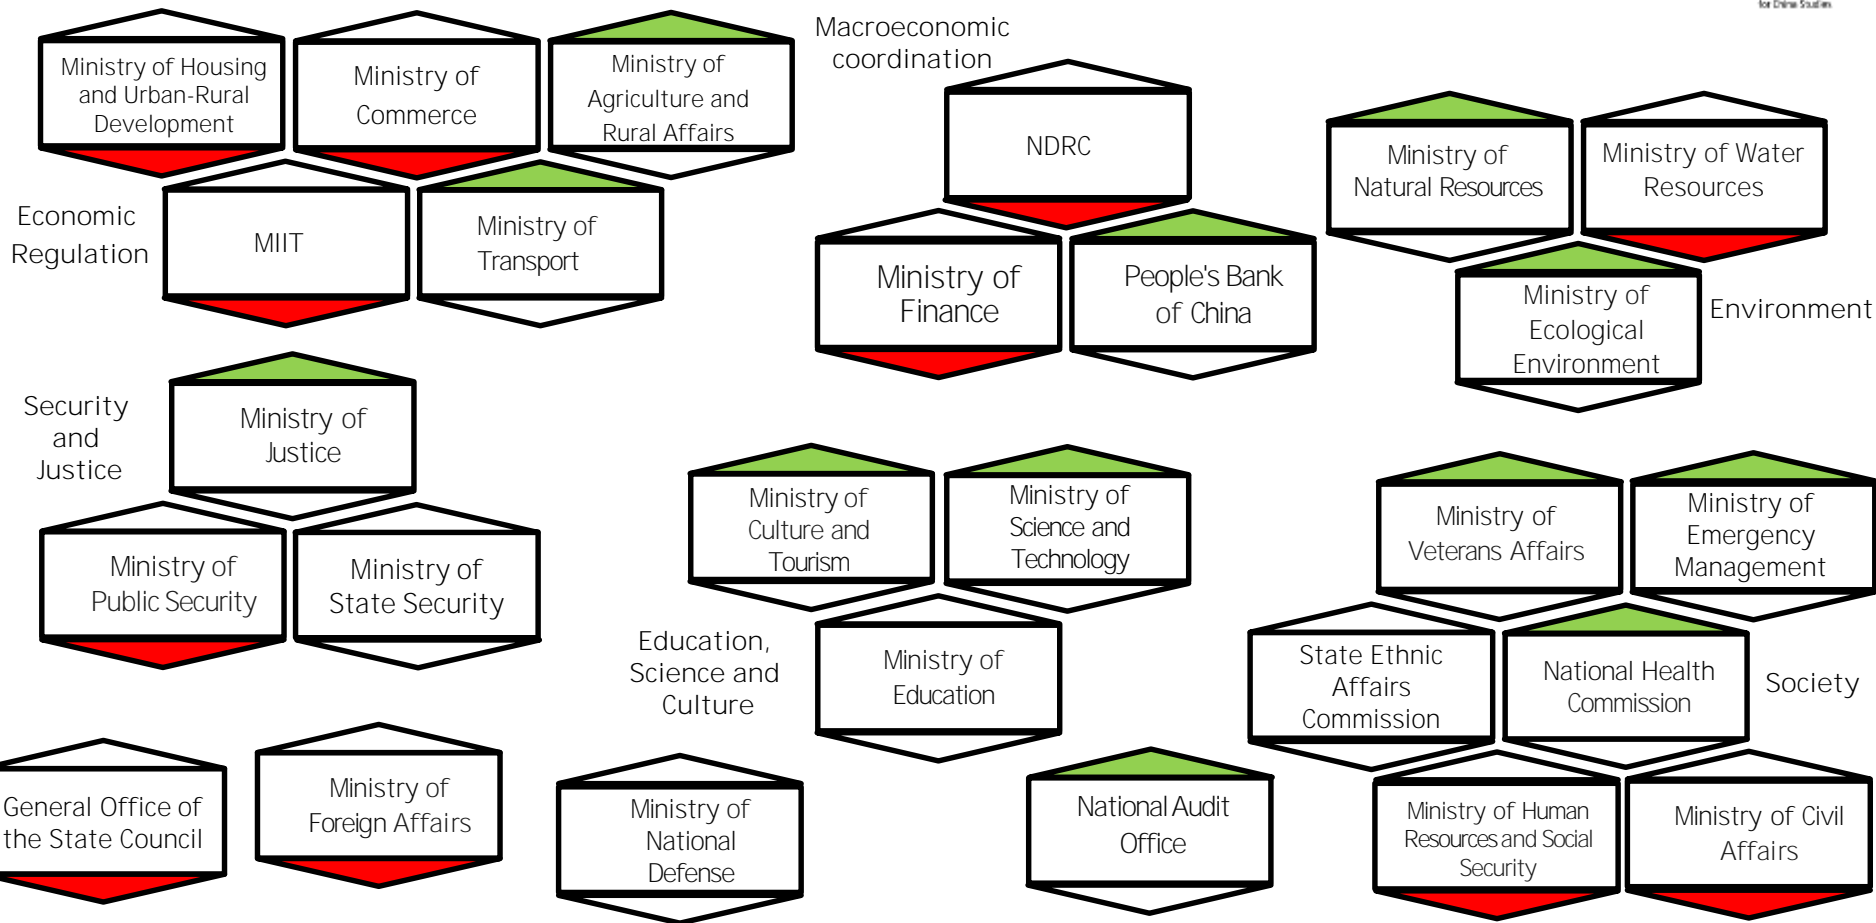 for China Studies
Ministry of Housing
and Urban-Rural
Development
Ministry of
Commerce
Ministry of
Agriculture and
Rural Affairs
MIIT
Ministry of
Transport
Economic
Regulation
Macroeconomic
coordination
NDRC
Ministry of
Finance
People's Bank
of China
Ministry of
Natural Resources
Ministry of Water
Resources
Ministry of
Ecological
Environment
Environment
Security
and
Justice
Ministry of
Justice
Ministry of
Public Security
Ministry of
State Security
Ministry of
Culture and
Tourism
Ministry of
Science and
Technology
Education,
Science and
Culture
Ministry of
Education
Ministry of
Veterans Affairs
Ministry of
Emergency
Management
State Ethnic
Affairs
Commission
National Health
Commission
Society
Ministry of Human
Resources and Social
Security
Ministry of Civil
Affairs
General Office of
the State Council
Ministry of
Foreign Affairs
Ministry of
National
Defense
National Audit
Office